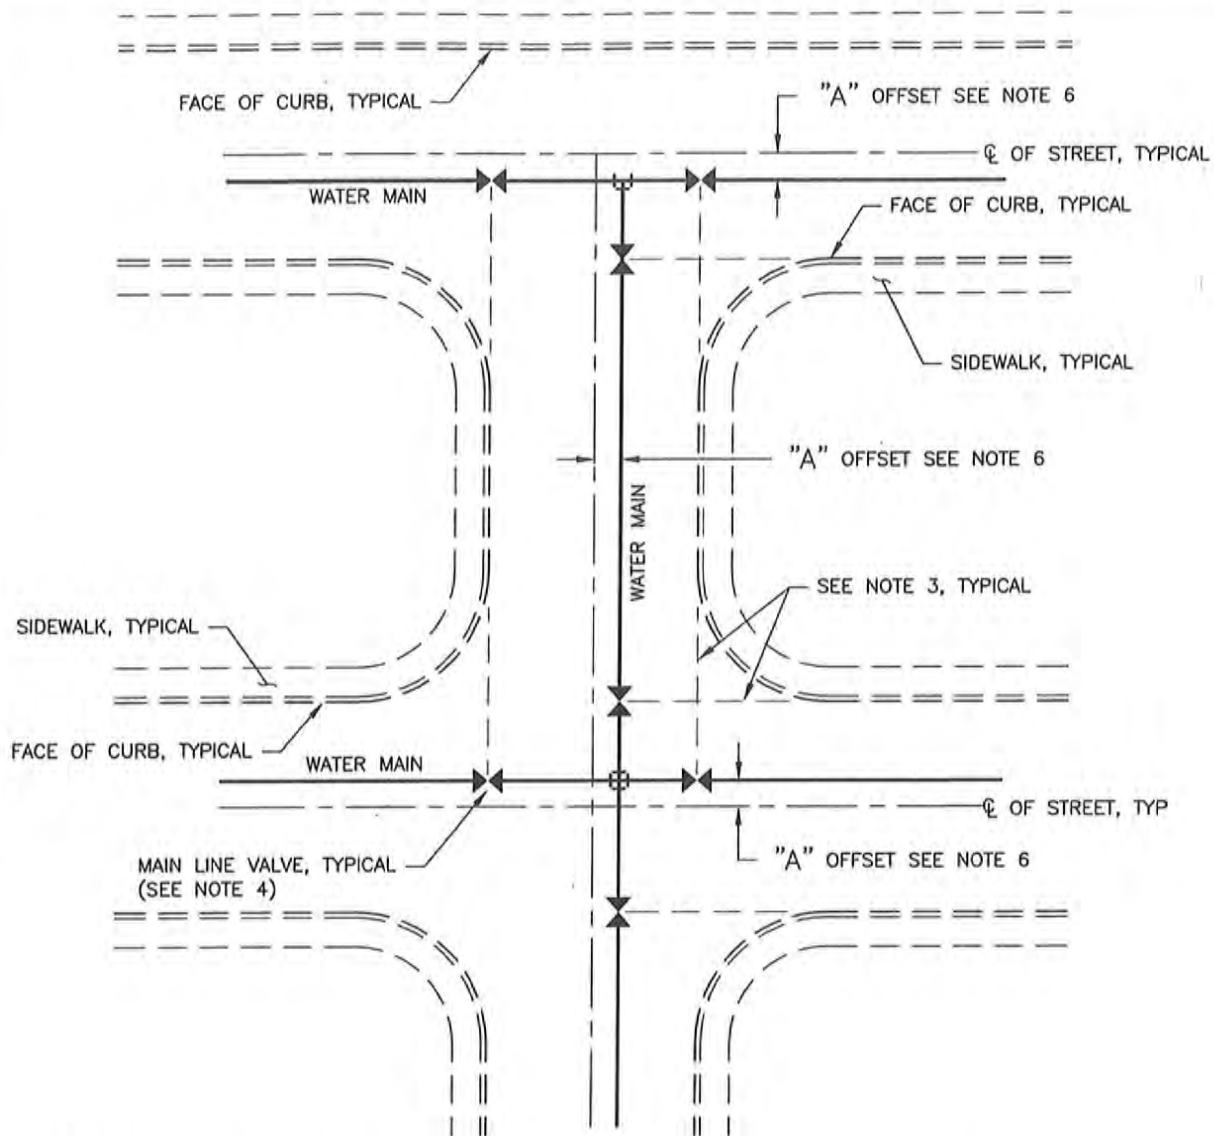 "A" OFFSET SEE NOTE 6
FACE OF CURB, TYPICAL
℄ OF STREET, TYPICAL
WATER MAIN
FACE OF CURB, TYPICAL
SIDEWALK, TYPICAL
"A" OFFSET SEE NOTE 6
WATER MAIN
SEE NOTE 3, TYPICAL
SIDEWALK, TYPICAL
FACE OF CURB, TYPICAL
WATER MAIN
℄ OF STREET, TYP
MAIN LINE VALVE, TYPICAL
(SEE NOTE 4)
"A" OFFSET SEE NOTE 6